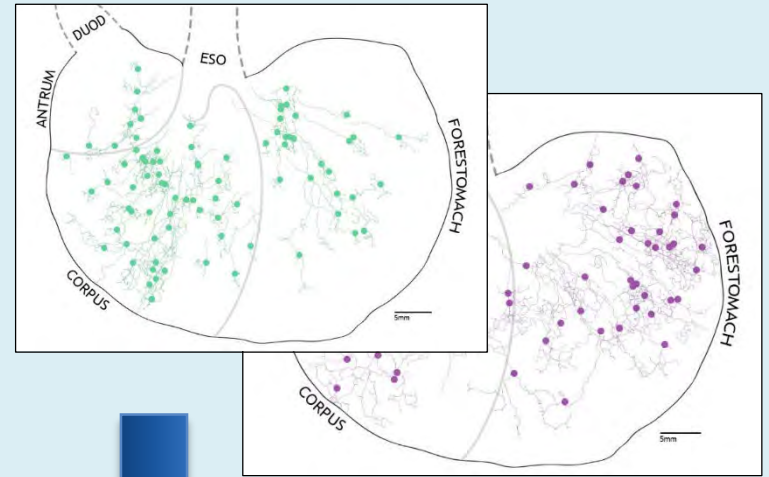 DUOD
ESO
ANTRUM
FORESTOMACH
CORPUS
5mm
FORESTOMACH
CORPUS
5mm